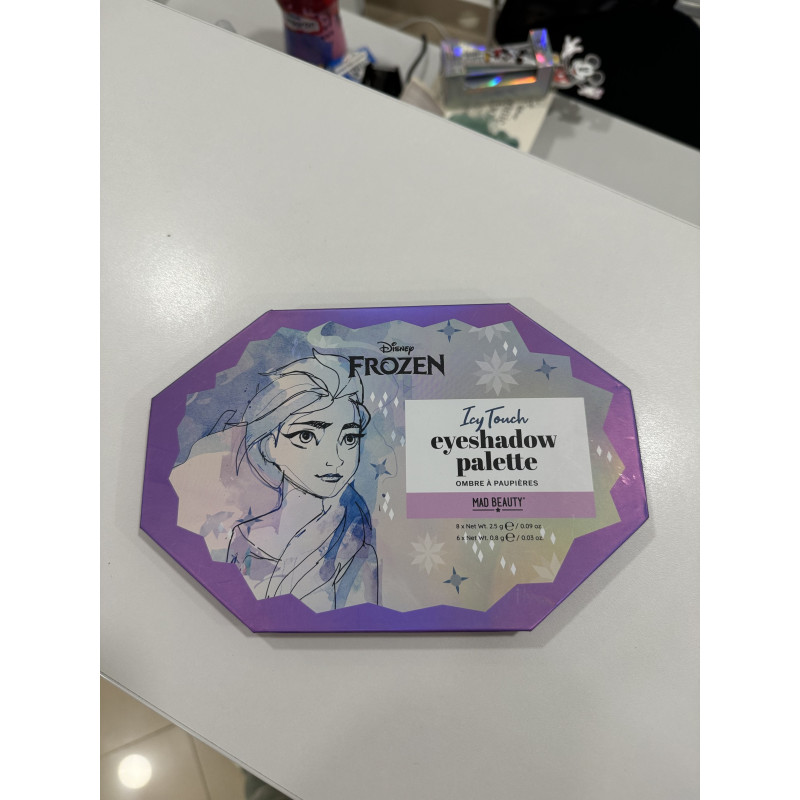 Disney
FROZEN
Icy Touch
eyeshadow
palette
OMBRE À PAUPIÈRES
MAD BEAUTY
8 x Net Wt. 2.5 g ℮ / 0.09 oz.
6 x Net Wt. 0.8 g ℮ / 0.03 oz.